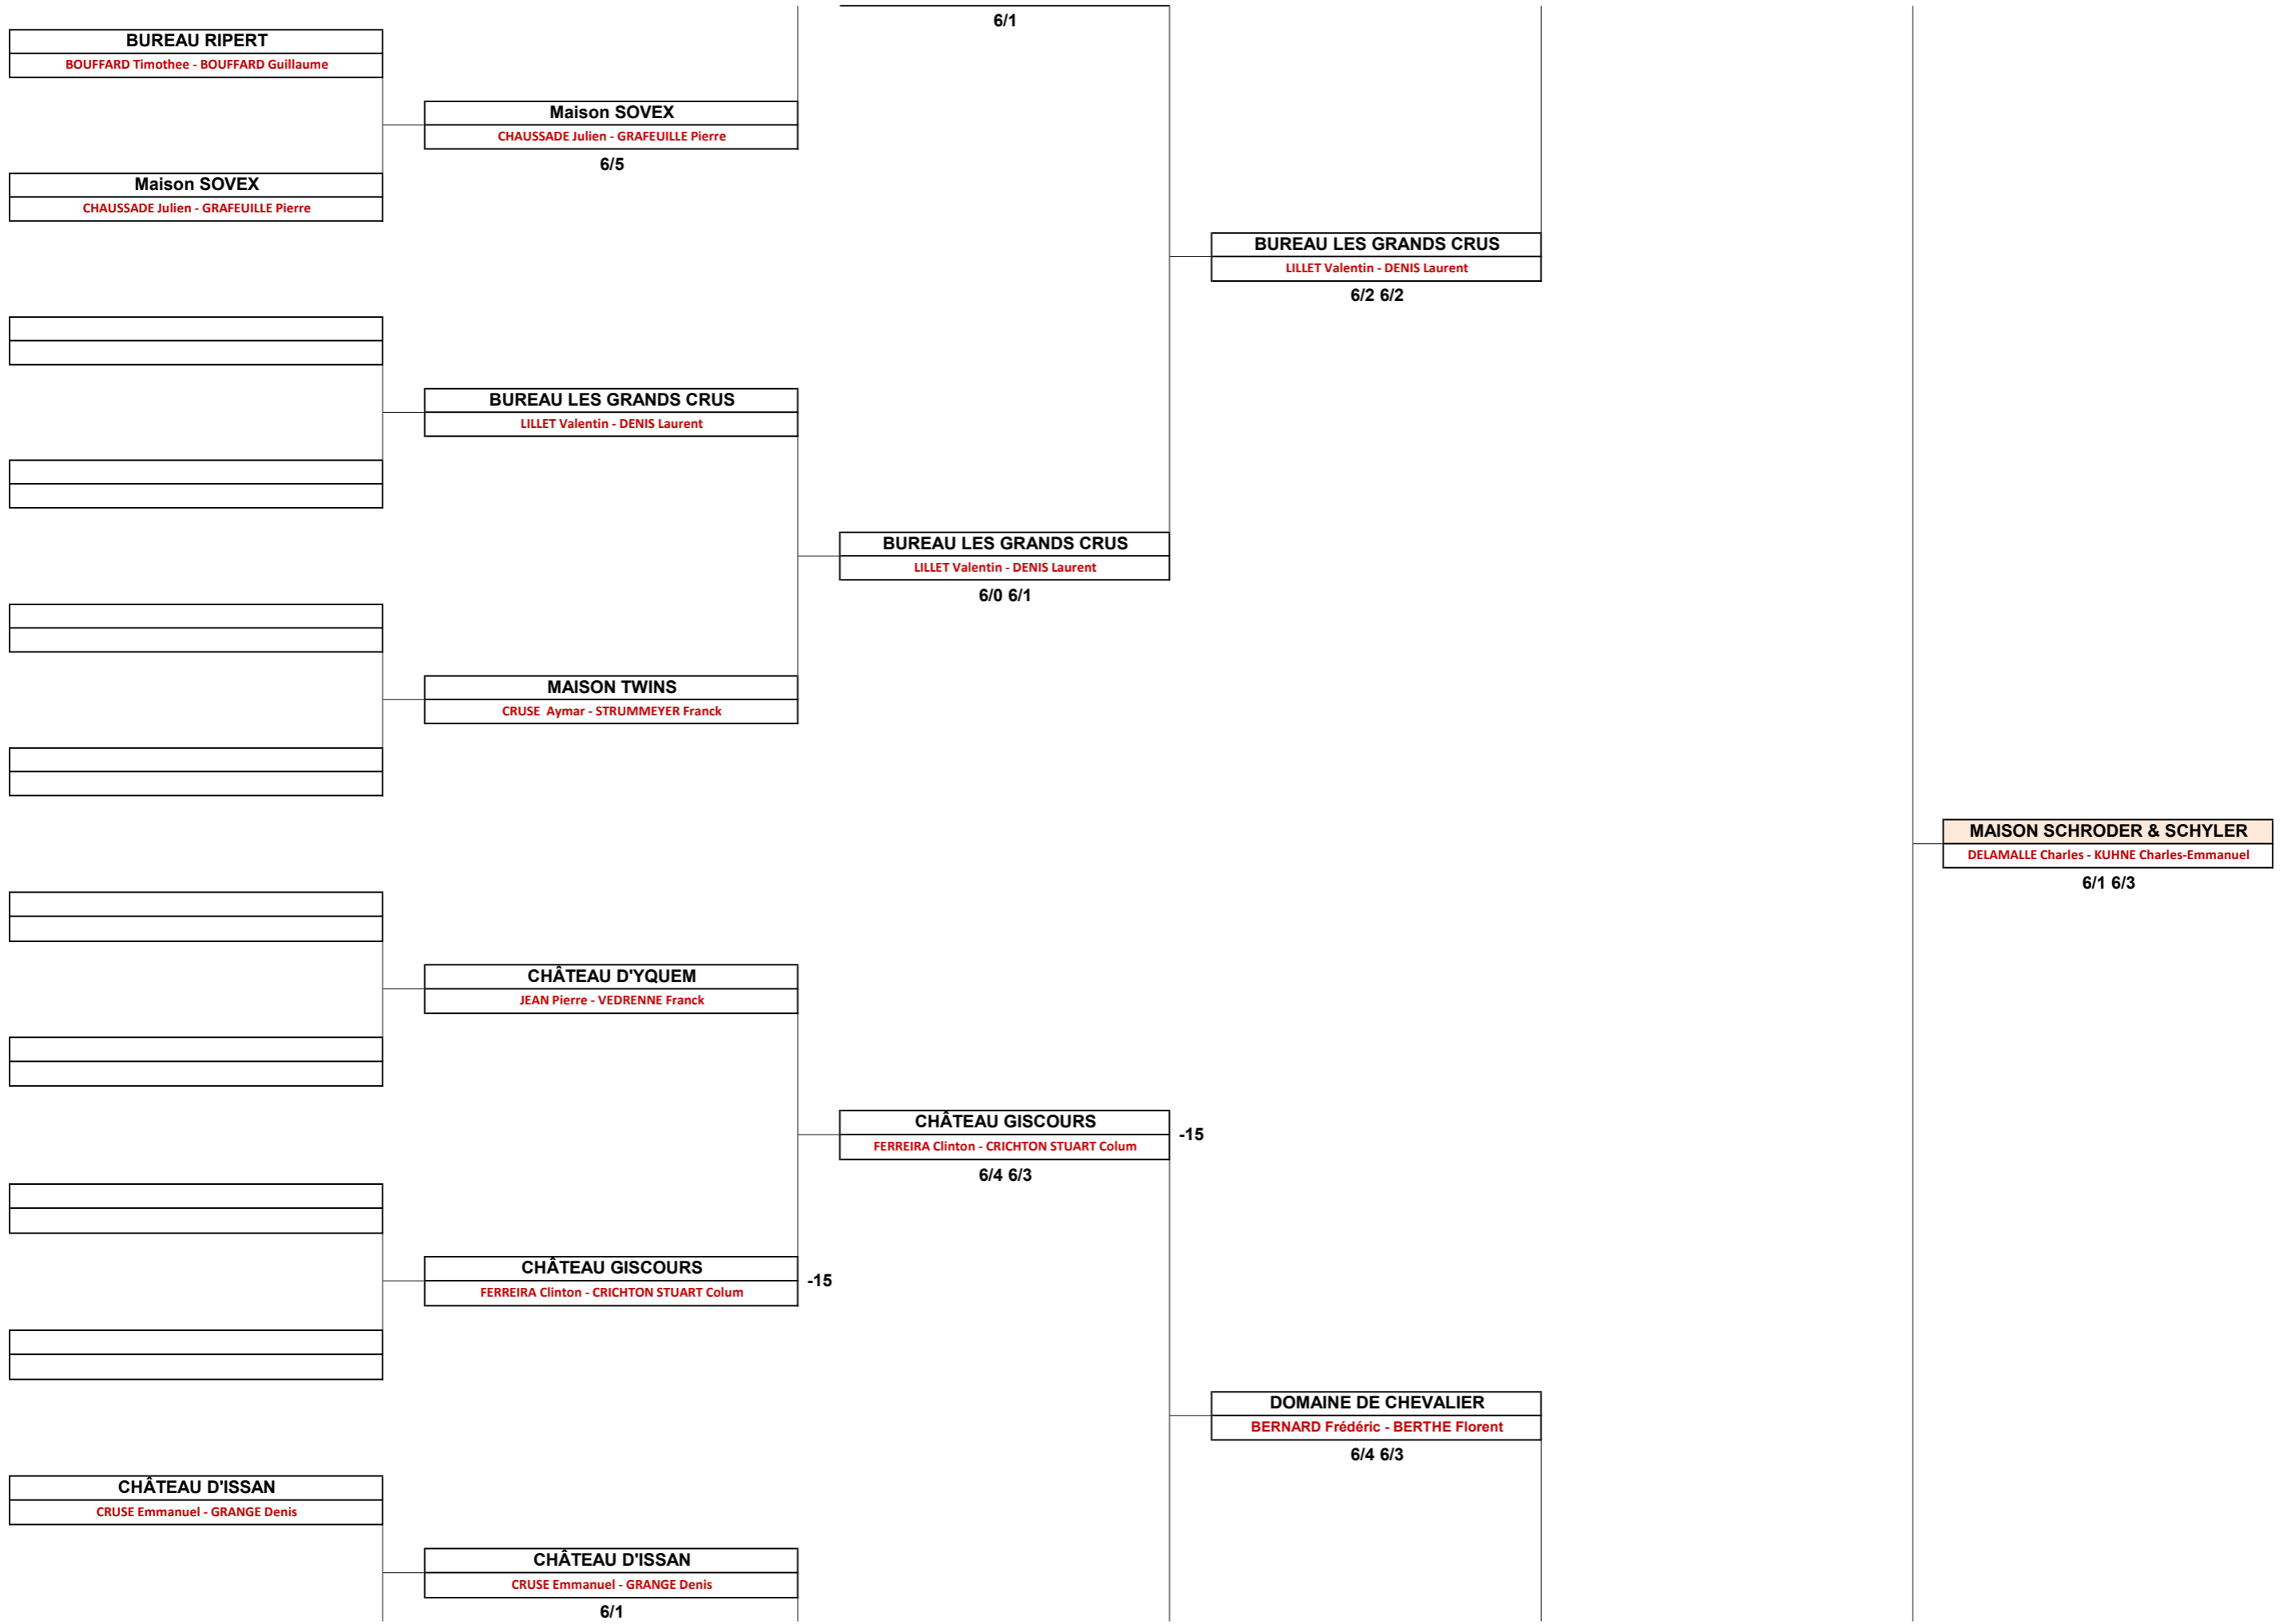 6/1
BUREAU RIPERT
BOUFFARD Timothee - BOUFFARD Guillaume
Maison SOVEX
CHAUSSADE Julien - GRAFEUILLE Pierre
6/5
Maison SOVEX
CHAUSSADE Julien - GRAFEUILLE Pierre
BUREAU LES GRANDS CRUS
LILLET Valentin - DENIS Laurent
6/2 6/2
BUREAU LES GRANDS CRUS
LILLET Valentin - DENIS Laurent
BUREAU LES GRANDS CRUS
LILLET Valentin - DENIS Laurent
6/0 6/1
MAISON TWINS
CRUSE Aymar - STRUMMEYER Franck
MAISON SCHRODER & SCHYLER
DELAMALLE Charles - KUHNE Charles-Emmanuel
6/1 6/3
CHÂTEAU D'YQUEM
JEAN Pierre - VEDRENNE Franck
CHÂTEAU GISCOURS
-15
FERREIRA Clinton - CRICHTON STUART Colum
6/4 6/3
CHÂTEAU GISCOURS
-15
FERREIRA Clinton - CRICHTON STUART Colum
DOMAINE DE CHEVALIER
BERNARD Frédéric - BERTHE Florent
6/4 6/3
CHÂTEAU D'ISSAN
CRUSE Emmanuel - GRANGE Denis
CHÂTEAU D'ISSAN
CRUSE Emmanuel - GRANGE Denis
6/1